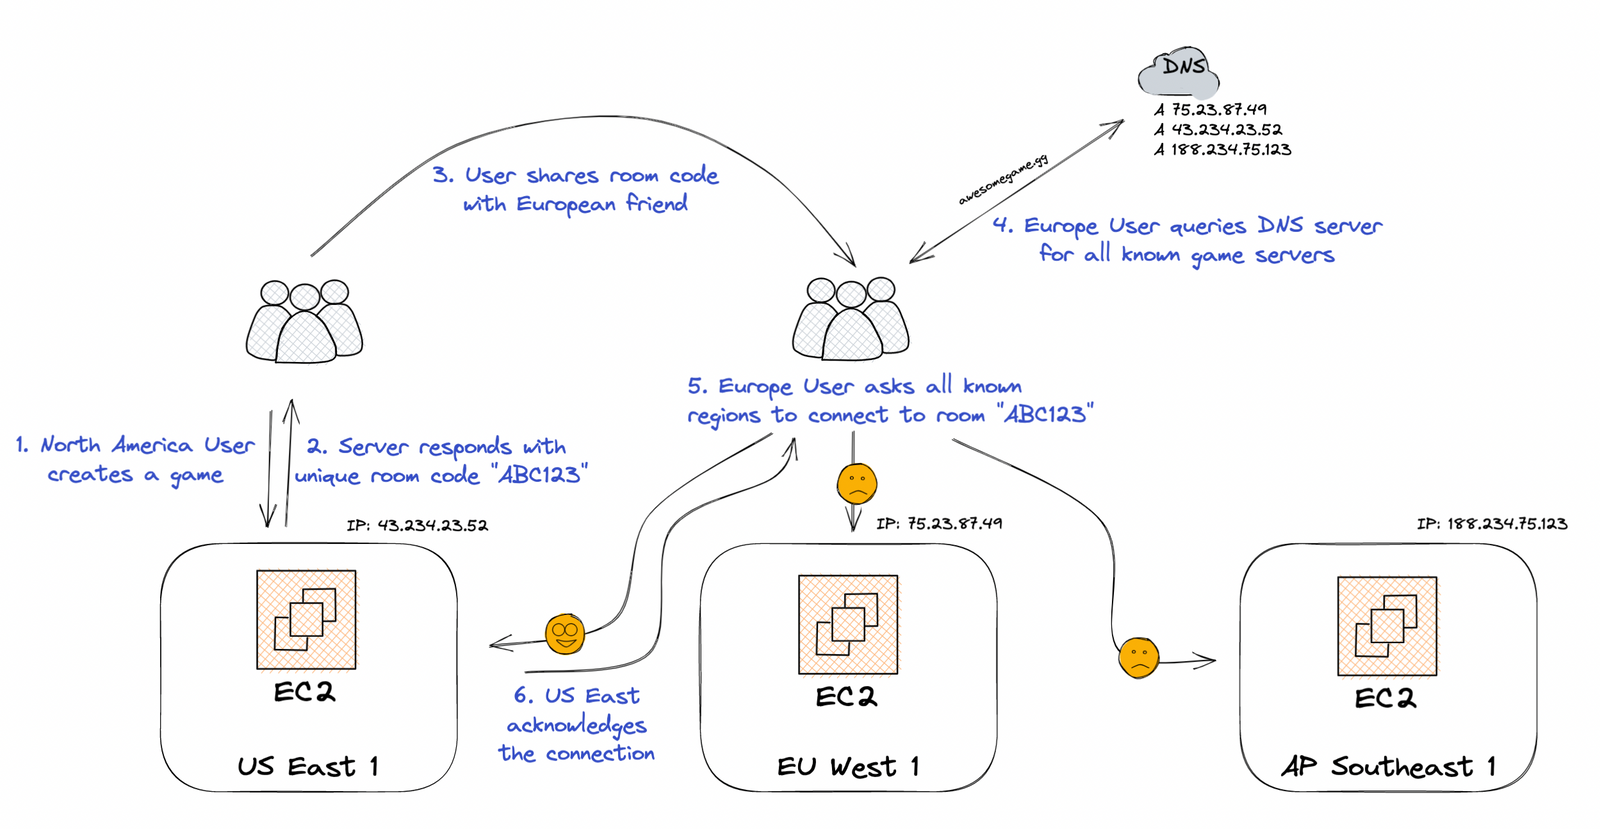 DNS
A 75.23.87.49
A 43.234.23.52
A 188.234.75.123
awesomegame.gg
3. User shares room code
with European friend
4. Europe User queries DNS server
for all known game servers
5. Europe User asks all known
regions to connect to room "ABC123"
1. North America User
creates a game
2. Server responds with
unique room code "ABC123"
IP: 43.234.23.52
IP: 75.23.87.49
IP: 188.234.75.123
EC2
US East 1
6. US East
acknowledges
the connection
EC2
EU West 1
EC2
AP Southeast 1